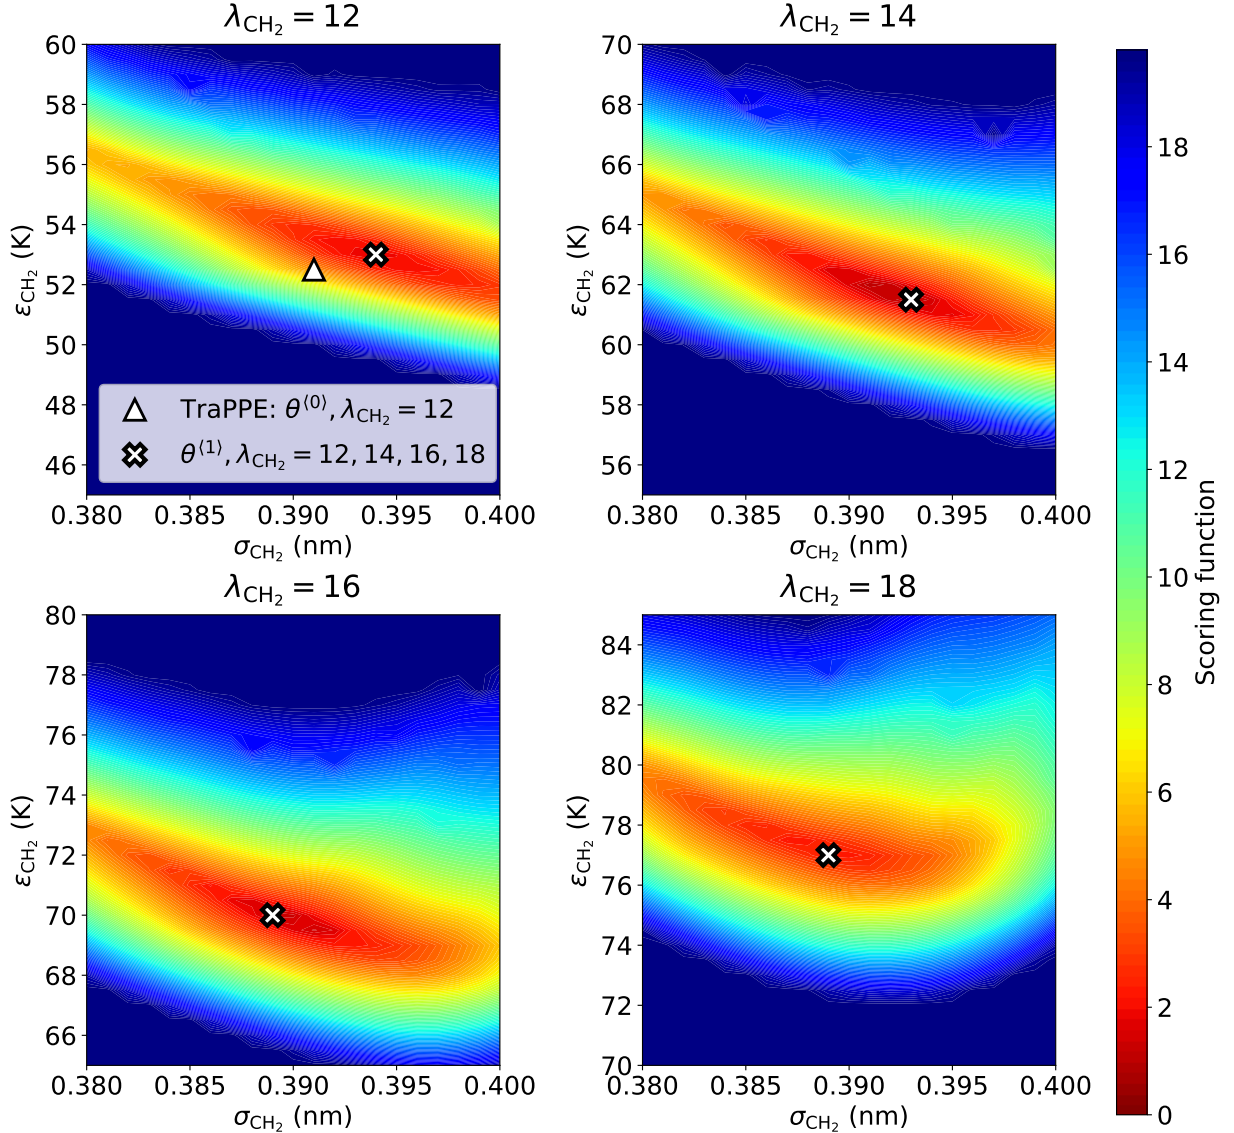 λCH₂ = 12
60
58
56
54
52
50
48
46
εCH₂ (K)
TraPPE: θ⟨0⟩, λCH₂ = 12
θ⟨1⟩, λCH₂ = 12, 14, 16, 18
0.380 0.385 0.390 0.395 0.400
σCH₂ (nm)
λCH₂ = 14
70
68
66
64
62
60
58
56
εCH₂ (K)
0.380 0.385 0.390 0.395 0.400
σCH₂ (nm)
λCH₂ = 16
80
78
76
74
72
70
68
66
εCH₂ (K)
0.380 0.385 0.390 0.395 0.400
σCH₂ (nm)
λCH₂ = 18
84
82
80
78
76
74
72
70
εCH₂ (K)
0.380 0.385 0.390 0.395 0.400
σCH₂ (nm)
18
16
14
12
10
8
6
4
2
0
Scoring function